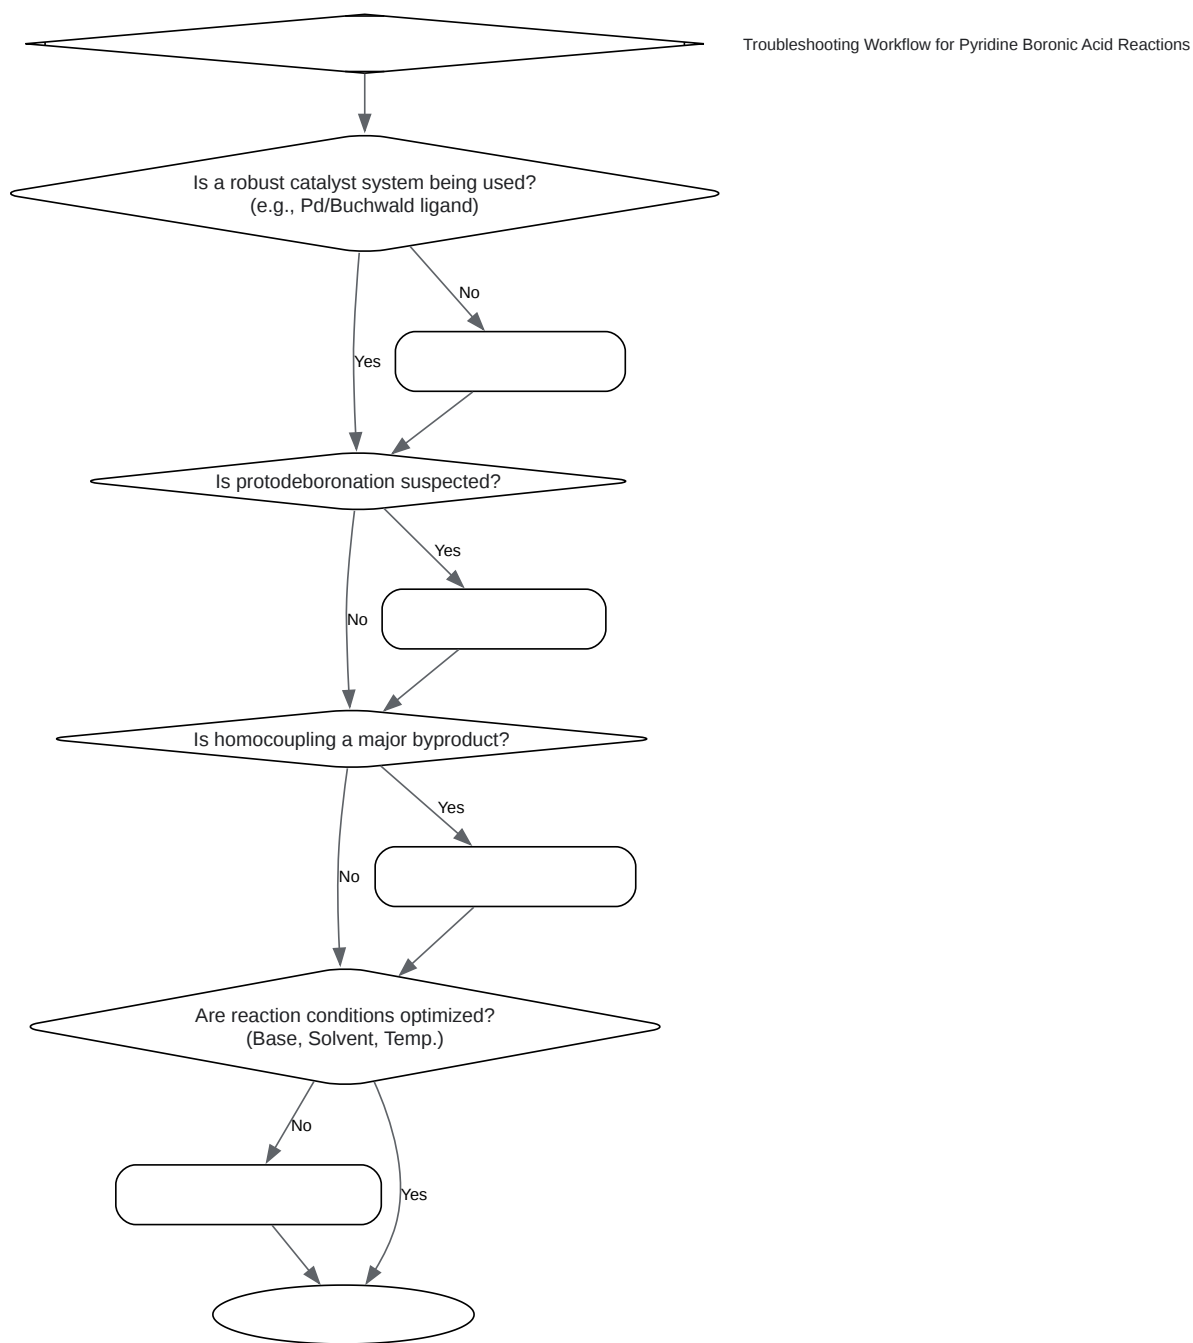 Troubleshooting Workflow for Pyridine Boronic Acid Reactions
Is a robust catalyst system being used?
(e.g., Pd/Buchwald ligand)
No
Yes
Is protodeboronation suspected?
Yes
No
Is homocoupling a major byproduct?
Yes
No
Are reaction conditions optimized?
(Base, Solvent, Temp.)
No
Yes